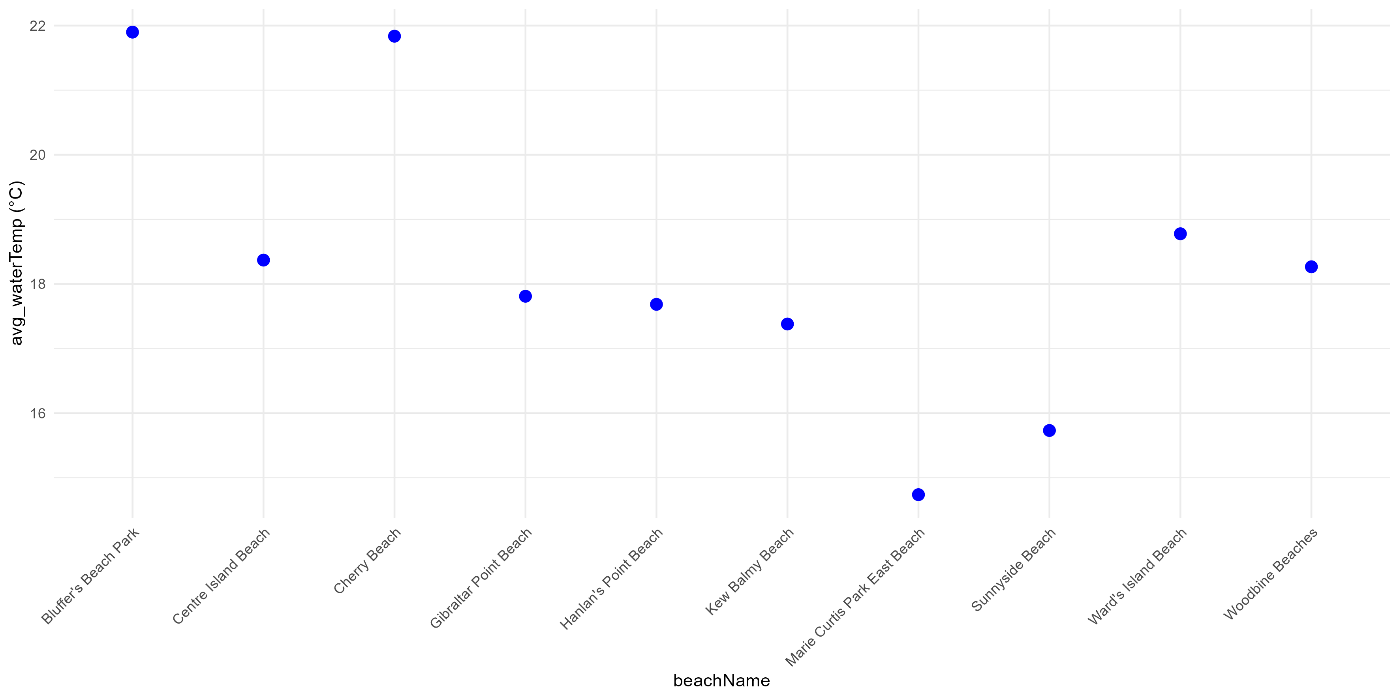 avg_waterTemp (°C)
22
20
18
16
Bluffer's Beach Park
Centre Island Beach
Cherry Beach
Gibraltar Point Beach
Hanlan's Point Beach
Kew Balmy Beach
Marie Curtis Park East Beach
Sunnyside Beach
Ward's Island Beach
Woodbine Beaches
beachName